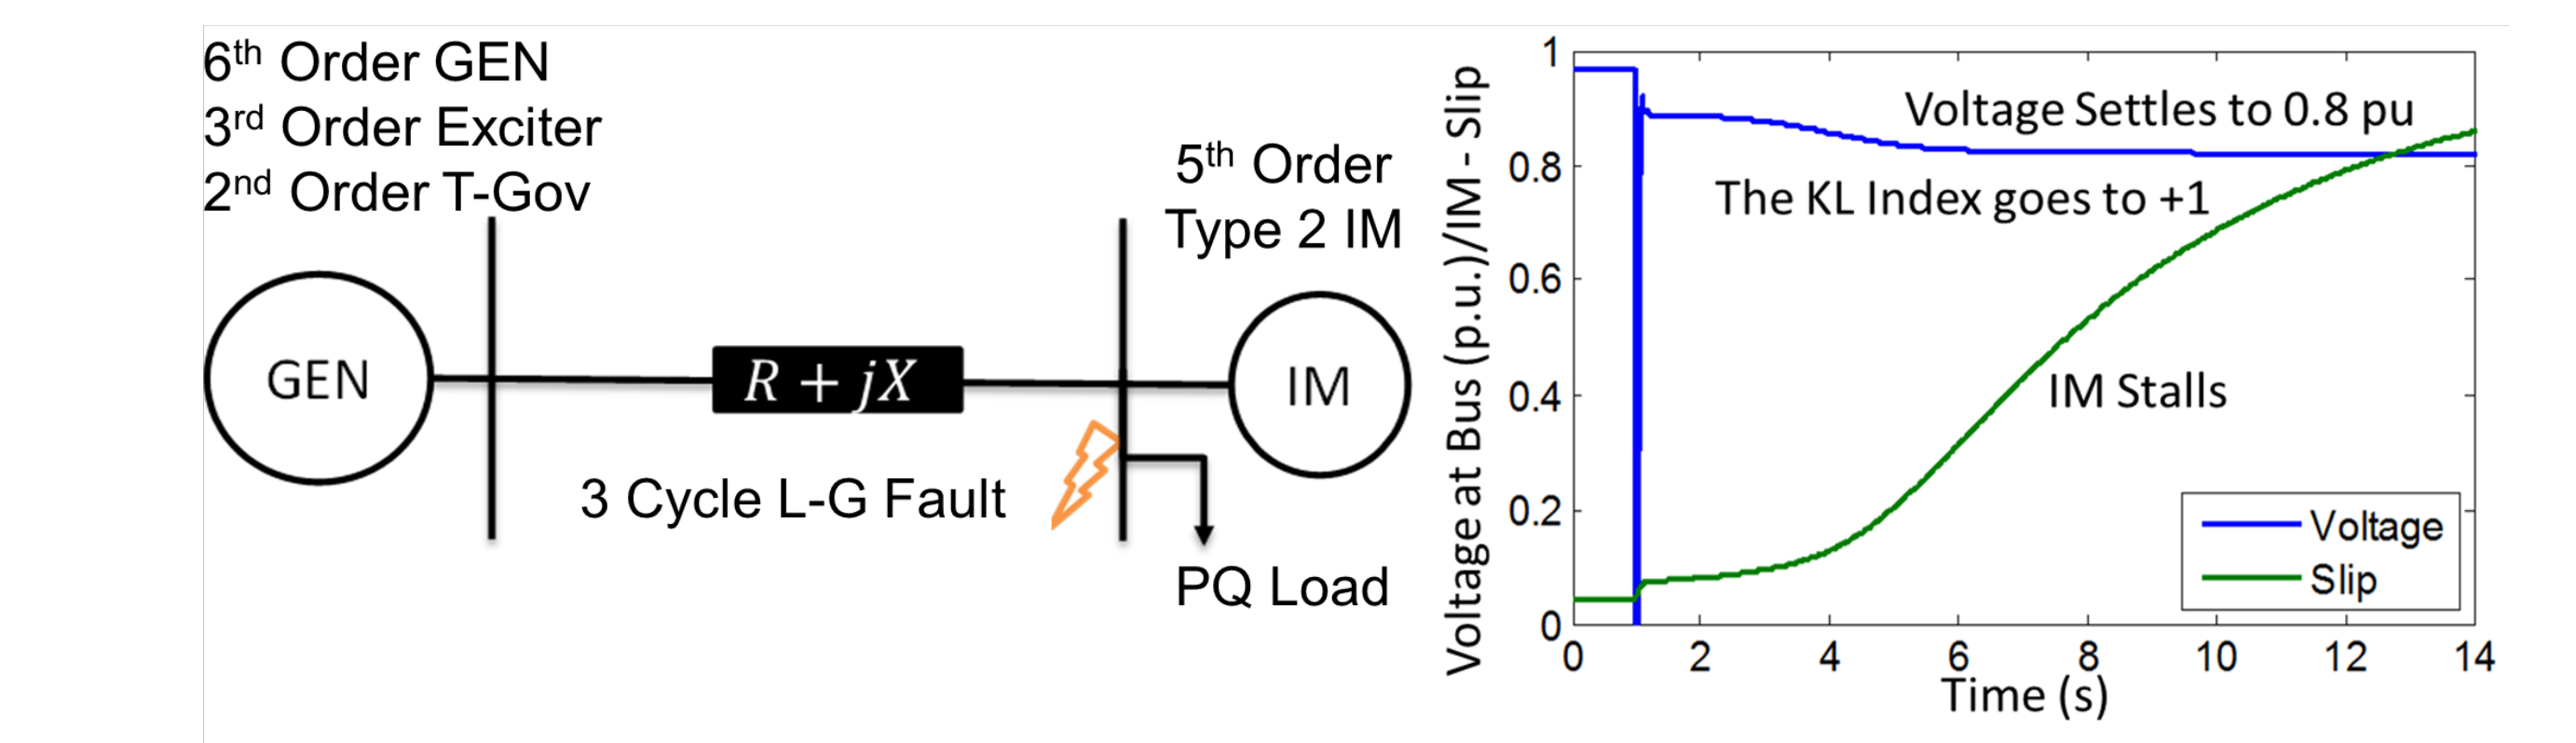 6th Order GEN
3rd Order Exciter
2nd Order T-Gov
GEN
R + jX
3 Cycle L-G Fault
5th Order
Type 2 IM
IM
PQ Load
Voltage at Bus (p.u.)/IM - Slip
1
0.8
0.6
0.4
0.2
0
Voltage Settles to 0.8 pu
The KL Index goes to +1
IM Stalls
Voltage
Slip
0 2 4 6 8 10 12 14
Time (s)